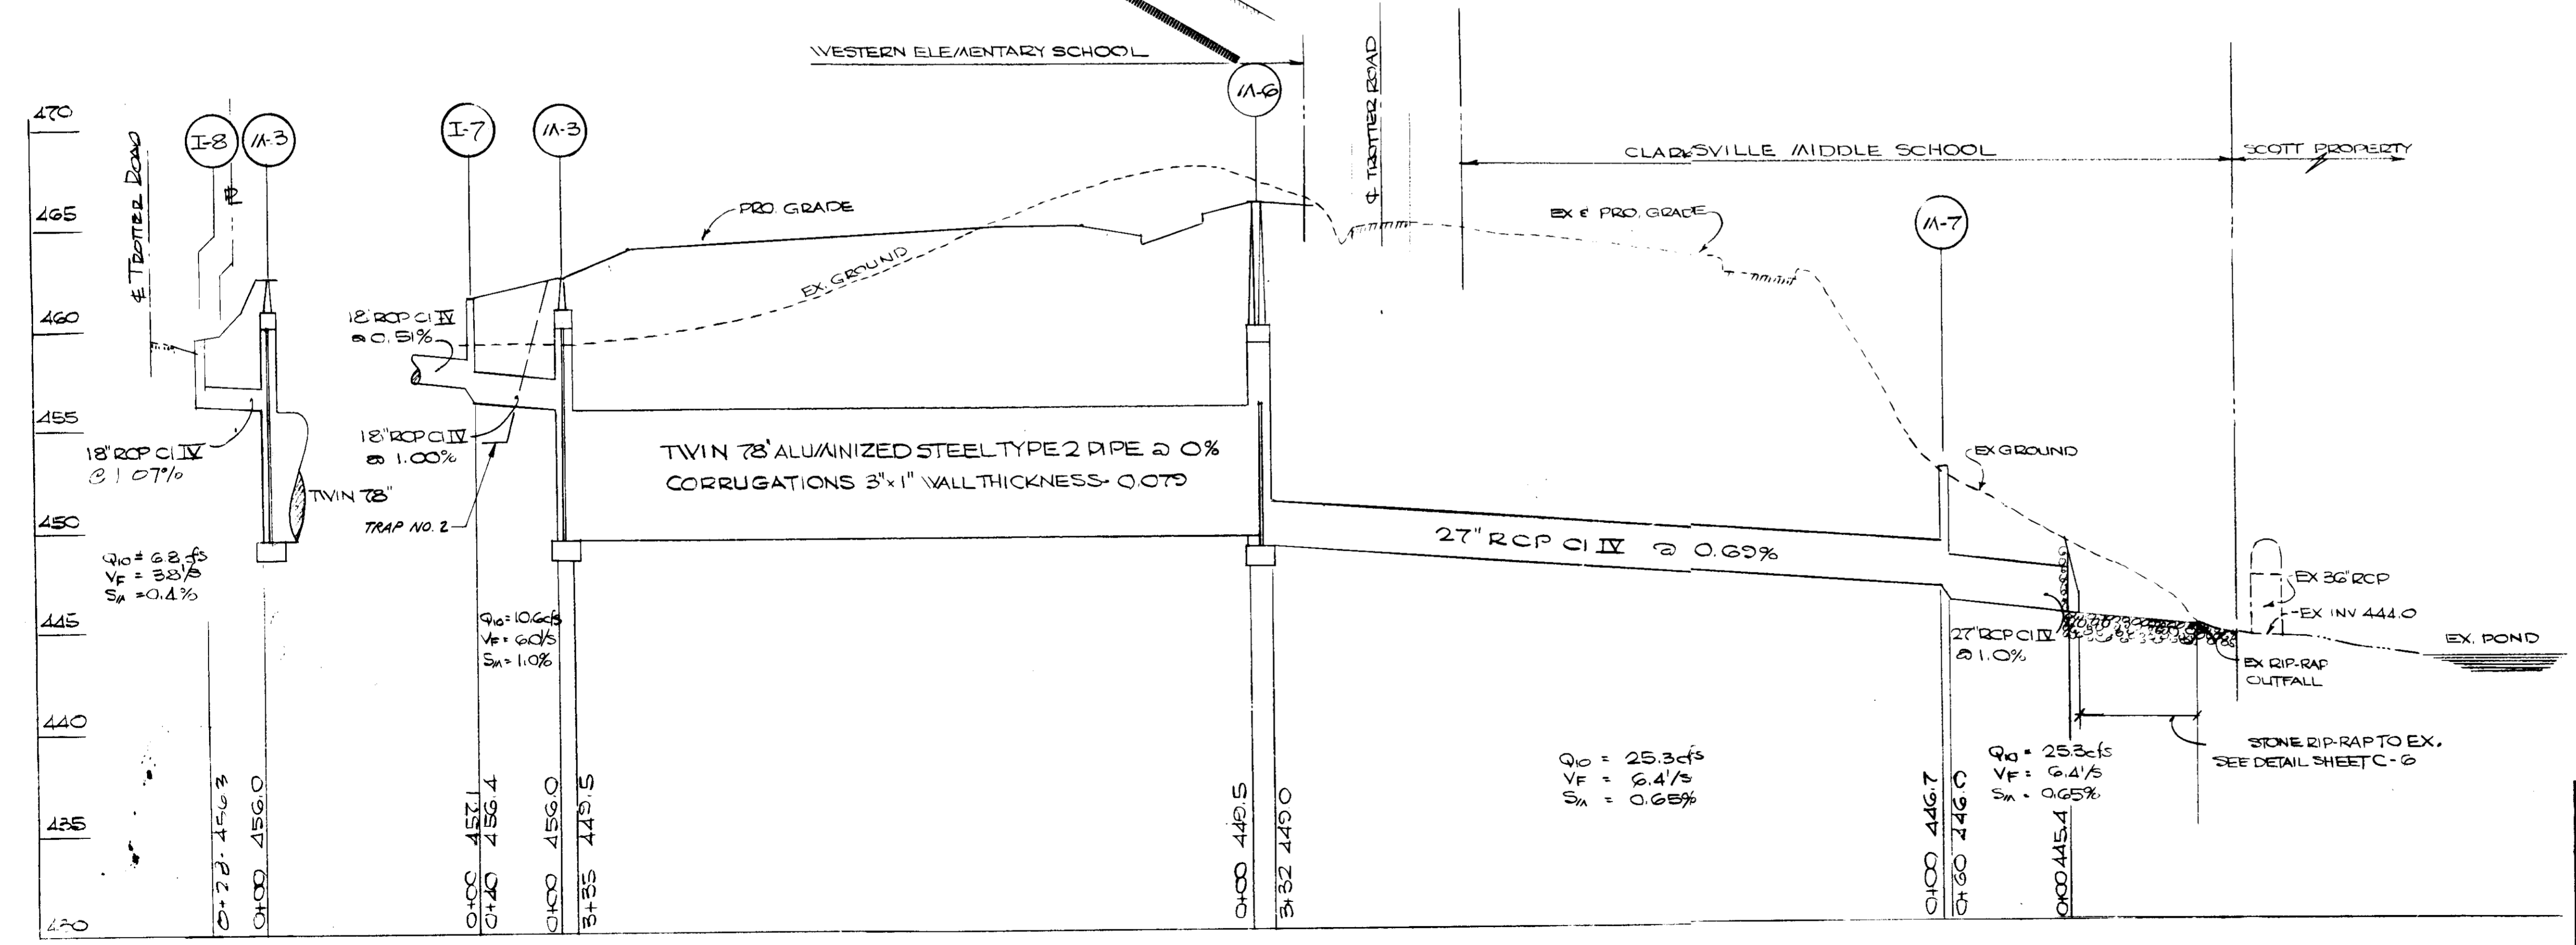 WESTERN ELEMENTARY SCHOOL
℄ TROTTER ROAD
M-6
470
℄ TROTTER ROAD
I-8
M-3
I-7
M-3
CLARKSVILLE MIDDLE SCHOOL
SCOTT PROPERTY
465
PRO. GRADE
EX & PRO. GRADE
M-7
EX. GROUND
460
18" RCP Cl IV
@ 0.51%
455
18" RCP Cl IV
@ 1.07%
18" RCP Cl IV
@ 1.00%
TWIN 78' ALUMINIZED STEEL TYPE 2 PIPE @ 0%
CORRUGATIONS 3"x1" WALL THICKNESS- 0.079
EX GROUND
TWIN 78"
TRAP NO. 2
450
27" RCP Cl IV @ 0.69%
Q10 = 6.8 cfs
VF = 3.8'/s
SM = 0.4%
EX 36" RCP
EX INV 444.0
445
Q10 = 10.6cfs
VF = 6.0'/s
SM = 1.0%
27" RCP Cl IV
@ 1.0%
EX. POND
EX RIP-RAP
OUTFALL
440
STONE RIP-RAP TO EX.
SEE DETAIL SHEET C-6
Q10 = 25.3cfs
VF = 6.4'/s
SM = 0.65%
Q10 = 25.3cfs
VF = 6.4'/s
SM = 0.65%
435
430
0+28 456.3
0+00 456.0
0+00 457.1
0+40 456.4
0+00 456.0
3+35 449.5
0+00 449.5
3+32 449.0
0+00 446.7
0+60 446.0
0+00 445.4